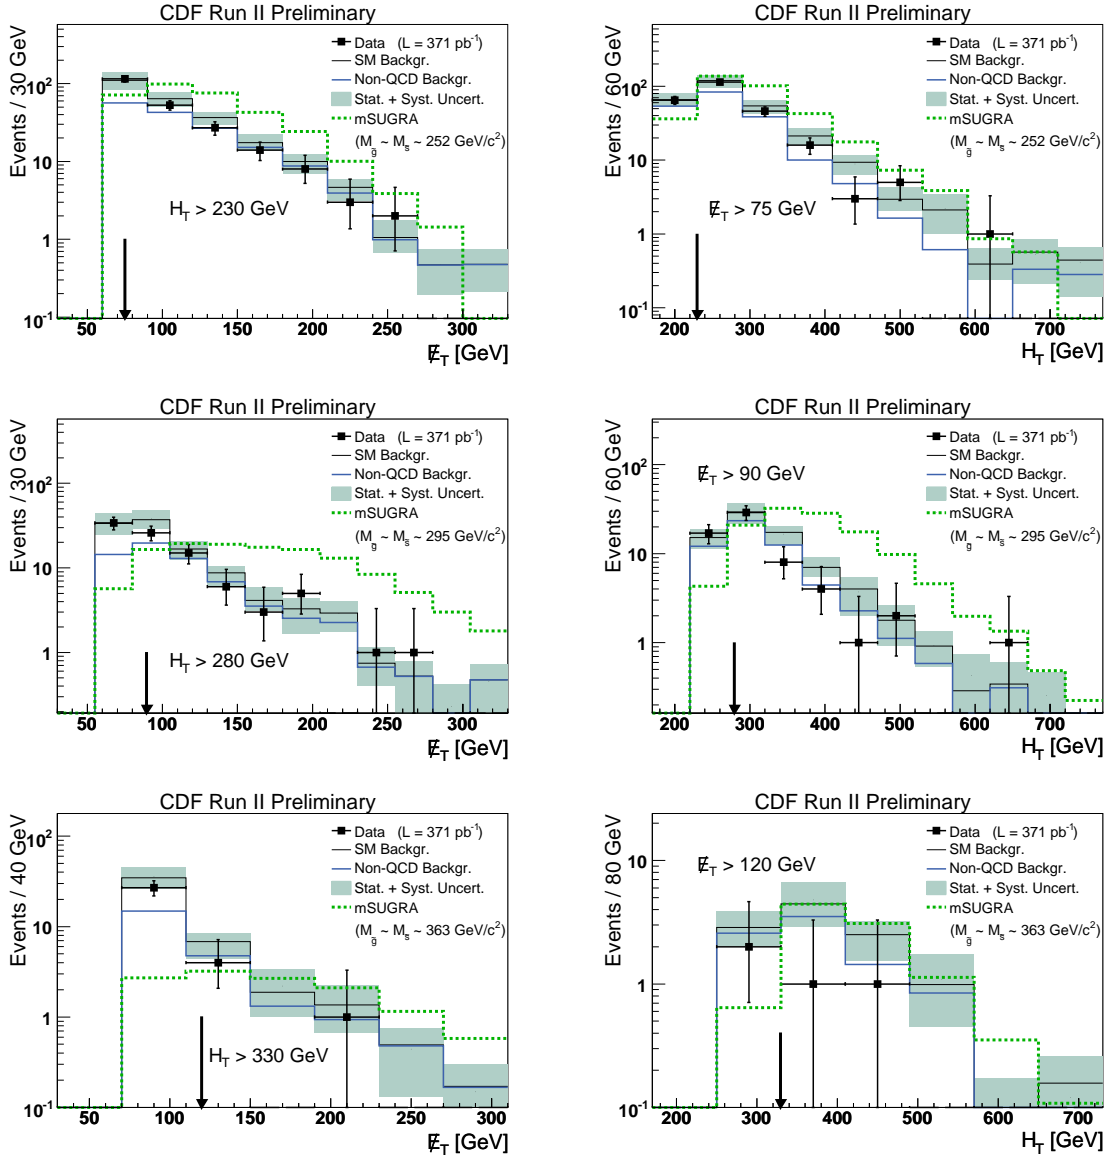 CDF Run II Preliminary
Events / 30 GeV
Data (L = 371 pb⁻¹)
SM Backgr.
Non-QCD Backgr.
Stat. + Syst. Uncert.
mSUGRA
(M_g̃ ~ M_s̃ ~ 252 GeV/c²)
H_T > 230 GeV
10²
10
1
10⁻¹
50 100 150 200 250 300
E̸_T [GeV]
CDF Run II Preliminary
Events / 60 GeV
Data (L = 371 pb⁻¹)
SM Backgr.
Non-QCD Backgr.
Stat. + Syst. Uncert.
mSUGRA
(M_g̃ ~ M_s̃ ~ 252 GeV/c²)
E̸_T > 75 GeV
10²
10
1
10⁻¹
200 300 400 500 600 700
H_T [GeV]
CDF Run II Preliminary
Events / 30 GeV
Data (L = 371 pb⁻¹)
SM Backgr.
Non-QCD Backgr.
Stat. + Syst. Uncert.
mSUGRA
(M_g̃ ~ M_s̃ ~ 295 GeV/c²)
H_T > 280 GeV
10²
10
1
50 100 150 200 250 300
E̸_T [GeV]
CDF Run II Preliminary
Events / 60 GeV
Data (L = 371 pb⁻¹)
SM Backgr.
Non-QCD Backgr.
Stat. + Syst. Uncert.
mSUGRA
(M_g̃ ~ M_s̃ ~ 295 GeV/c²)
E̸_T > 90 GeV
10²
10
1
200 300 400 500 600 700
H_T [GeV]
CDF Run II Preliminary
Events / 40 GeV
Data (L = 371 pb⁻¹)
SM Backgr.
Non-QCD Backgr.
Stat. + Syst. Uncert.
mSUGRA
(M_g̃ ~ M_s̃ ~ 363 GeV/c²)
H_T > 330 GeV
10²
10
1
10⁻¹
50 100 150 200 250 300
E̸_T [GeV]
CDF Run II Preliminary
Events / 80 GeV
Data (L = 371 pb⁻¹)
SM Backgr.
Non-QCD Backgr.
Stat. + Syst. Uncert.
mSUGRA
(M_g̃ ~ M_s̃ ~ 363 GeV/c²)
E̸_T > 120 GeV
10
1
10⁻¹
200 300 400 500 600 700
H_T [GeV]